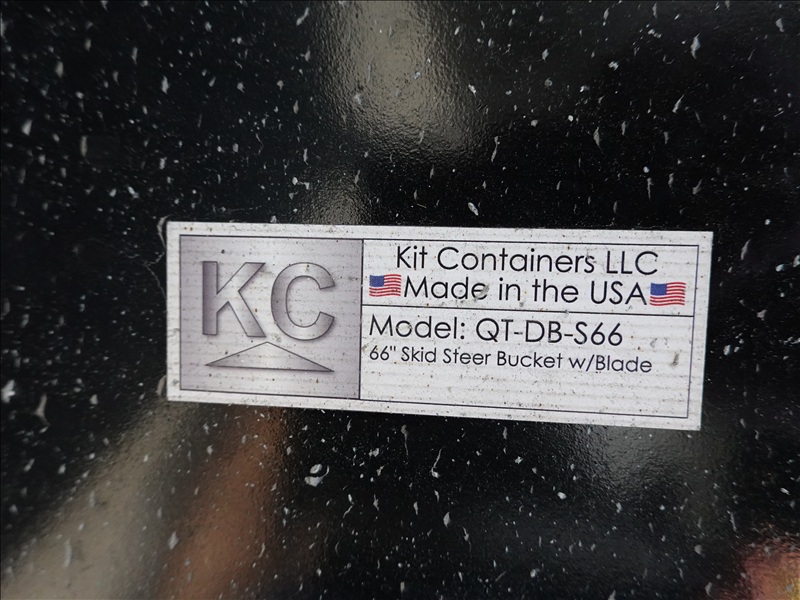 KC
Kit Containers LLC
Made in the USA
Model: QT-DB-S66
66" Skid Steer Bucket w/Blade